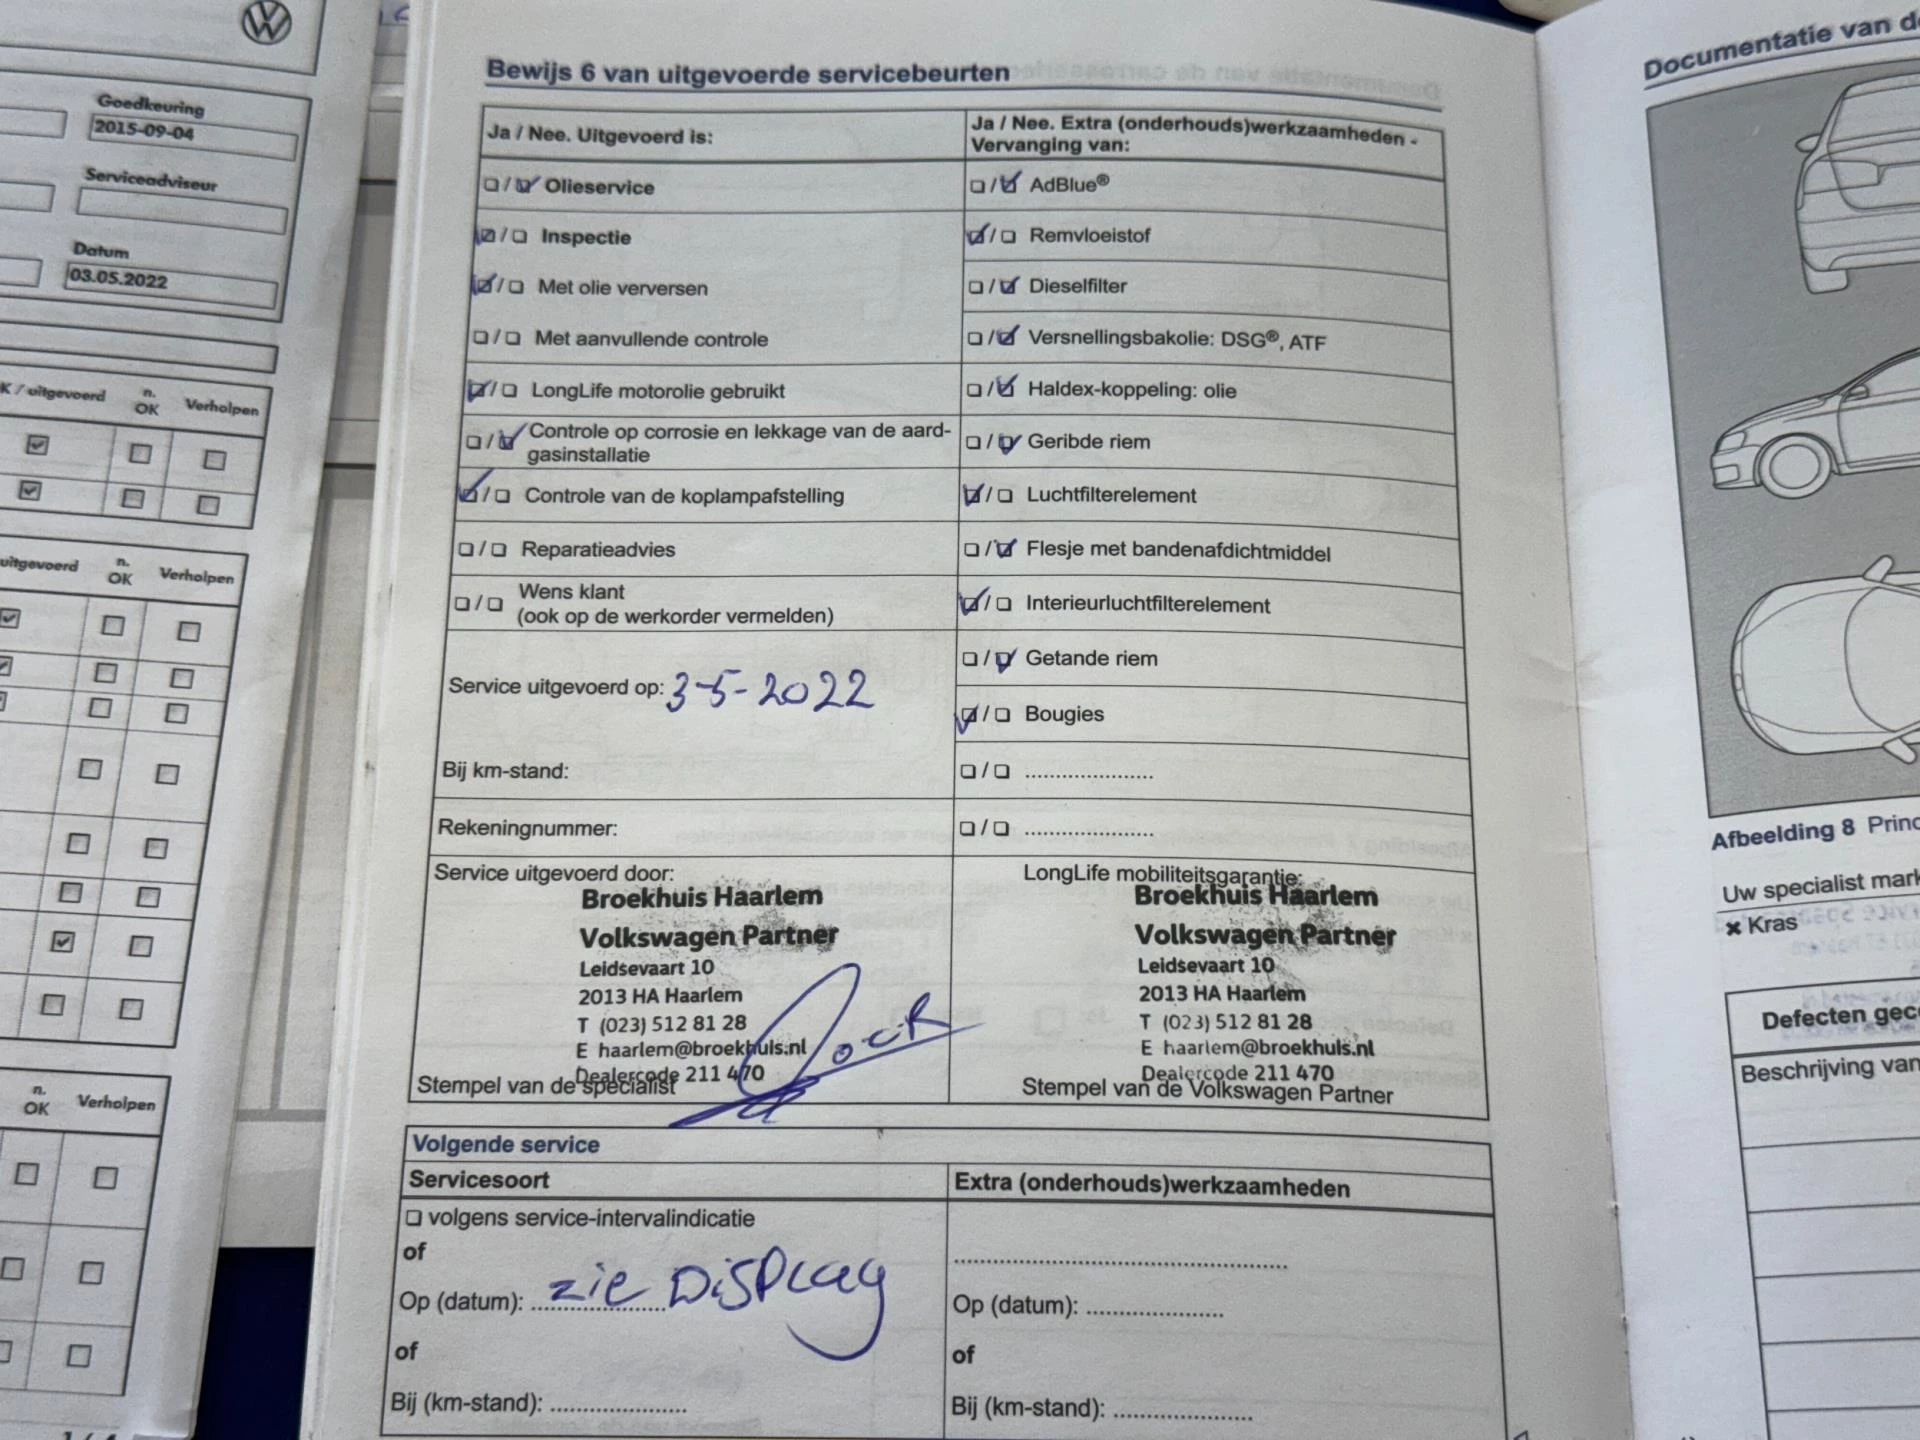 Goedkeuring
2015-09-04
Serviceadviseur
Datum
03.05.2022
K / uitgevoerd n. OK Verholpen
uitgevoerd n. OK Verholpen
n. OK Verholpen
Bewijs 6 van uitgevoerde servicebeurten
Ja / Nee. Uitgevoerd is:
Olieservice
Inspectie
Met olie verversen
Met aanvullende controle
LongLife motorolie gebruikt
Controle op corrosie en lekkage van de aard-
gasinstallatie
Controle van de koplampafstelling
Reparatieadvies
Wens klant
(ook op de werkorder vermelden)
Service uitgevoerd op: 3-5-2022
Bij km-stand:
Rekeningnummer:
Ja / Nee. Extra (onderhouds)werkzaamheden -
Vervanging van:
AdBlue®
Remvloeistof
Dieselfilter
Versnellingsbakolie: DSG®, ATF
Haldex-koppeling: olie
Geribde riem
Luchtfilterelement
Flesje met bandenafdichtmiddel
Interieurluchtfilterelement
Getande riem
Bougies
Service uitgevoerd door:
Broekhuis Haarlem
Volkswagen Partner
Leidsevaart 10
2013 HA Haarlem
T (023) 512 81 28
E haarlem@broekhuis.nl
Dealercode 211 470
Stempel van de specialist
LongLife mobiliteitsgarantie:
Broekhuis Haarlem
Volkswagen Partner
Leidsevaart 10
2013 HA Haarlem
T (023) 512 81 28
E haarlem@broekhuis.nl
Dealercode 211 470
Stempel van de Volkswagen Partner
Volgende service
Servicesoort
volgens service-intervalindicatie
of
Op (datum): zie Display
of
Bij (km-stand):
Extra (onderhouds)werkzaamheden
Op (datum):
of
Bij (km-stand):
Documentatie van
Afbeelding 8
Uw specialist
Kras
Defecten
Beschrijving van